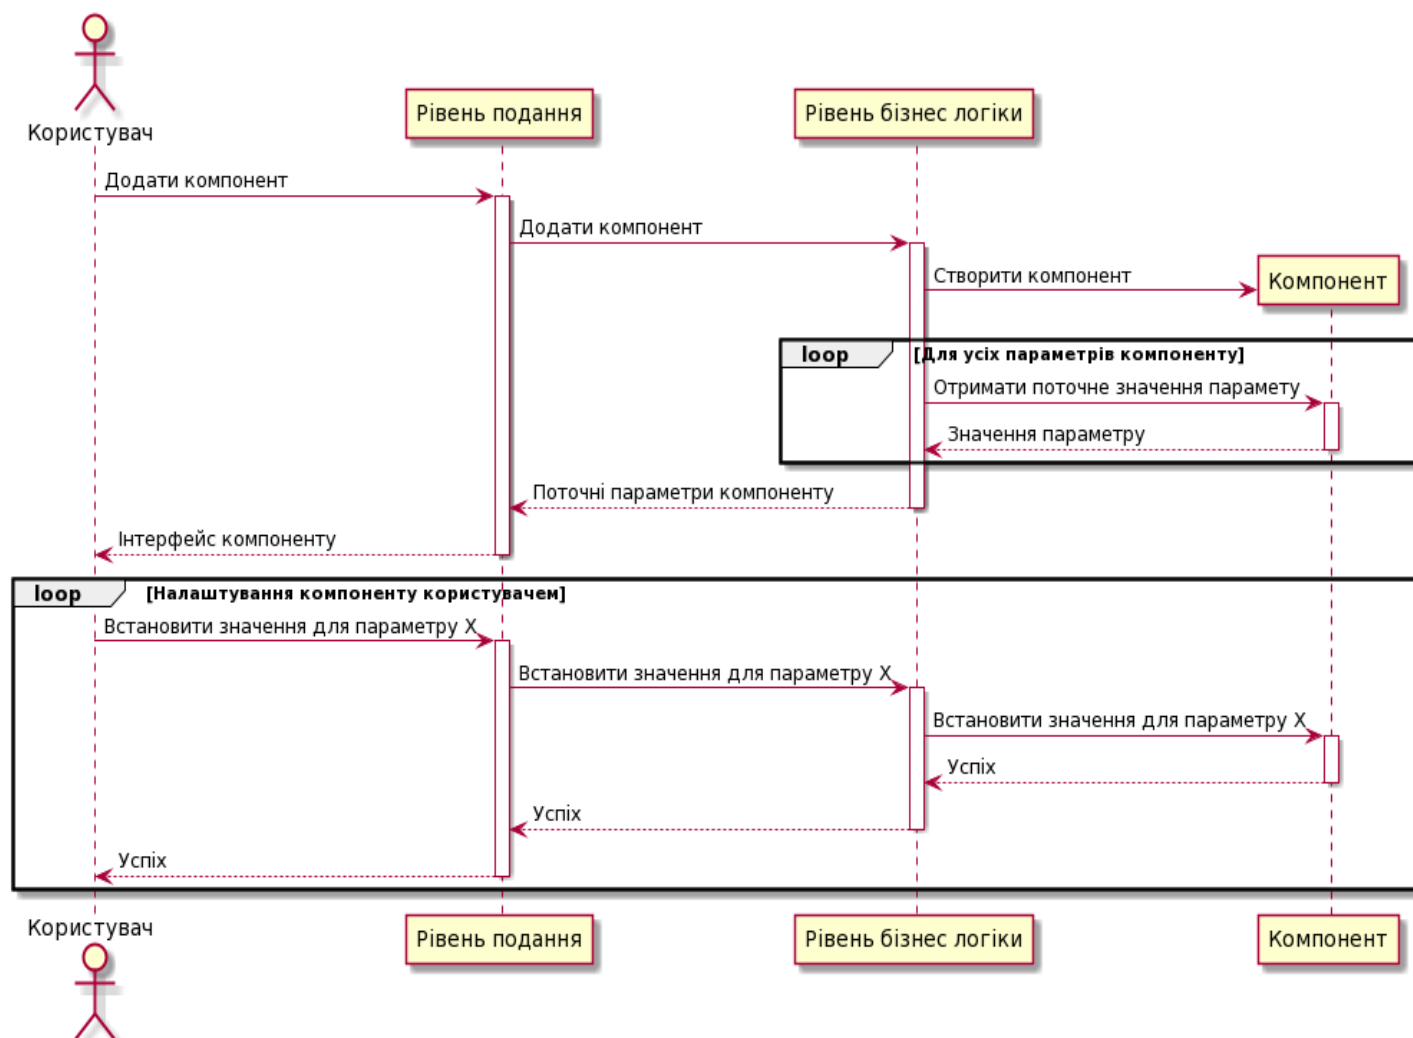 Користувач
Рівень подання
Рівень бізнес логіки
Додати компонент
Додати компонент
Створити компонент
Компонент
loop
[Для усіх параметрів компоненту]
Отримати поточне значення парамету
Значення параметру
Поточні параметри компоненту
Інтерфейс компоненту
loop
[Налаштування компоненту користувачем]
Встановити значення для параметру X
Встановити значення для параметру X
Встановити значення для параметру X
Успіх
Успіх
Успіх
Користувач
Рівень подання
Рівень бізнес логіки
Компонент